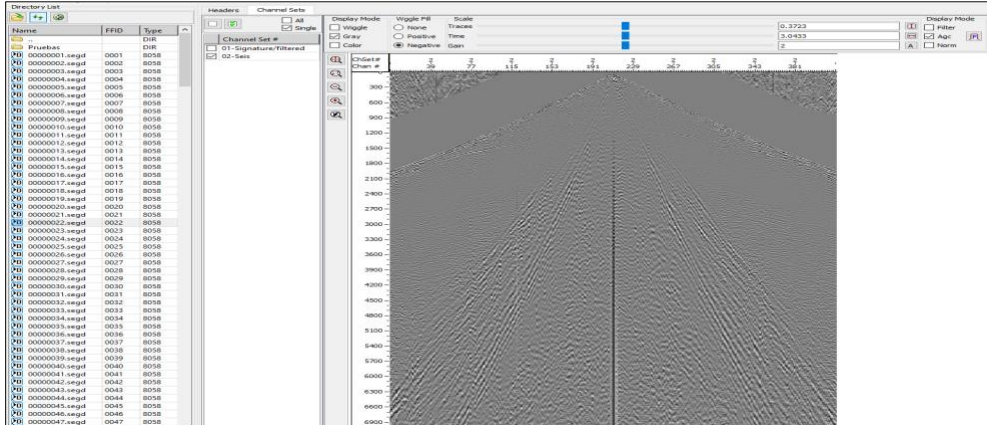 Directory List
Name FFID Type
.. DIR
Pruebas DIR
00000001.segd 0001 8058
00000002.segd 0002 8058
00000003.segd 0003 8058
00000004.segd 0004 8058
00000005.segd 0005 8058
00000006.segd 0006 8058
00000007.segd 0007 8058
00000008.segd 0008 8058
00000009.segd 0009 8058
00000010.segd 0010 8058
00000011.segd 0011 8058
00000012.segd 0012 8058
00000013.segd 0013 8058
00000014.segd 0014 8058
00000015.segd 0015 8058
00000016.segd 0016 8058
00000017.segd 0017 8058
00000018.segd 0018 8058
00000019.segd 0019 8058
00000020.segd 0020 8058
00000021.segd 0021 8058
00000022.segd 0022 8058
00000023.segd 0023 8058
00000024.segd 0024 8058
00000025.segd 0025 8058
00000026.segd 0026 8058
00000027.segd 0027 8058
00000028.segd 0028 8058
00000029.segd 0029 8058
00000030.segd 0030 8058
00000031.segd 0031 8058
00000032.segd 0032 8058
00000033.segd 0033 8058
00000034.segd 0034 8058
00000035.segd 0035 8058
00000036.segd 0036 8058
00000037.segd 0037 8058
00000038.segd 0038 8058
00000039.segd 0039 8058
00000040.segd 0040 8058
00000041.segd 0041 8058
00000042.segd 0042 8058
00000043.segd 0043 8058
00000044.segd 0044 8058
00000045.segd 0045 8058
00000046.segd 0046 8058
00000047.segd 0047 8058
Headers Channel Sets
All
Single
Channel Set #
01-Signature/filtered
02-Seis
Display Mode Wiggle Fill Scale Display Mode
Wiggle None Traces 0.3723 Filter
Gray Positive Time 3.0433 Agc
Color Negative Gain 2 A Norm
ChSet# 2 2 2 2 2 2 2 2 2 2
Chan # 39 77 115 153 191 229 267 305 343 381
300
600
900
1200
1500
1800
2100
2400
2700
3000
3300
3600
3900
4200
4500
4800
5100
5400
5700
6000
6300
6600
6900